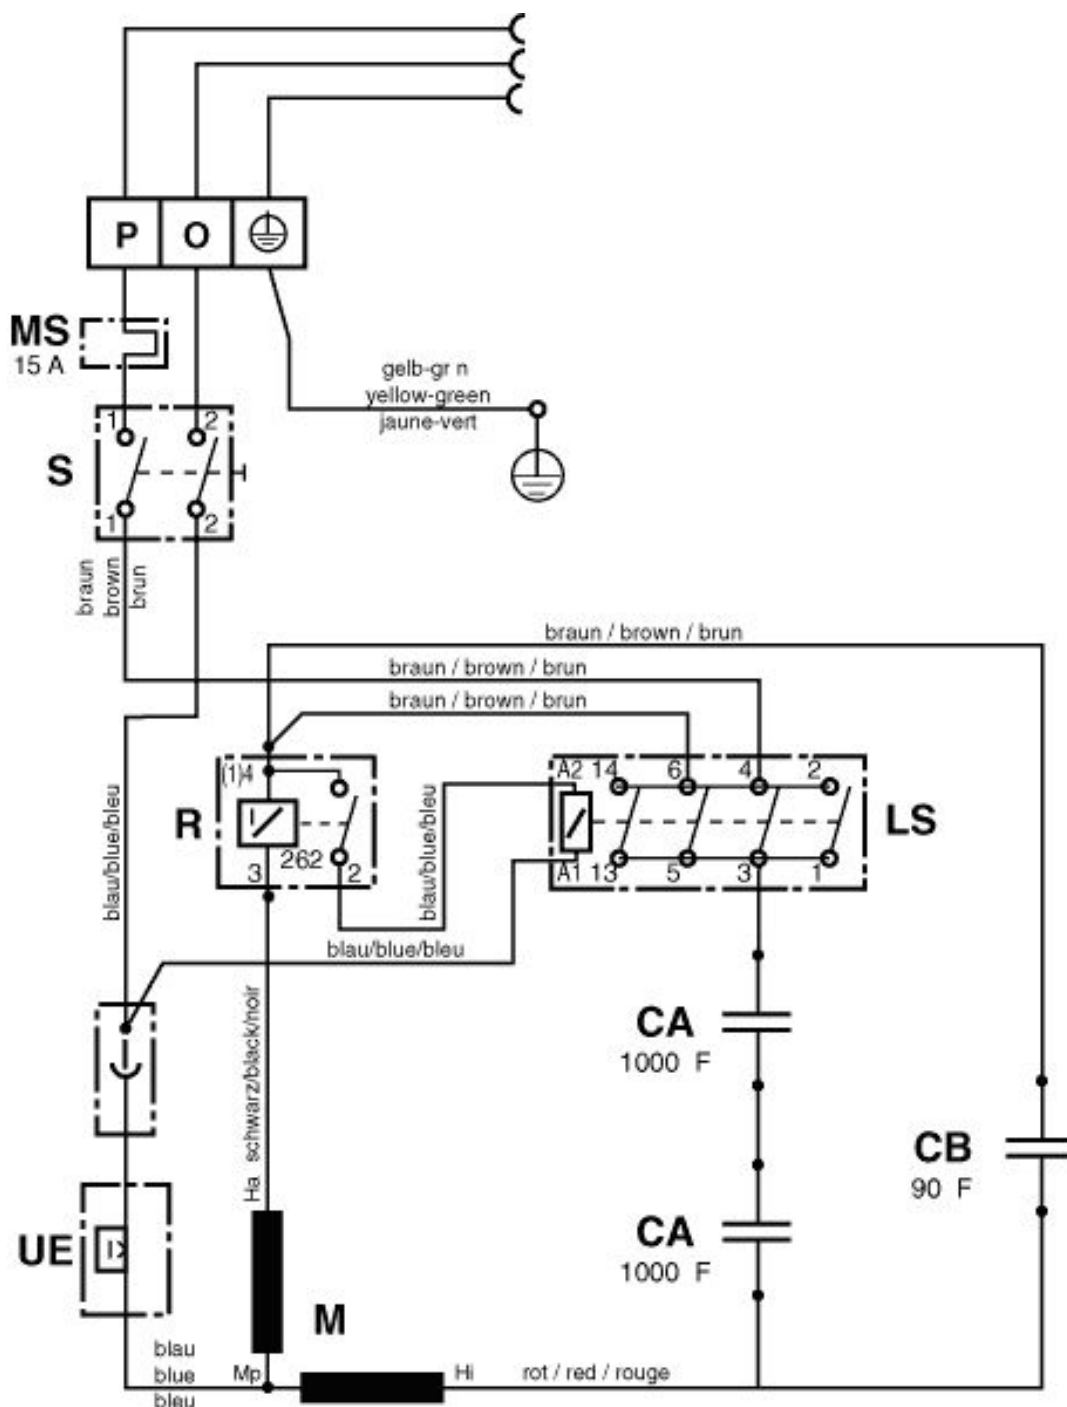 P O
MS
15 A
gelb-gr n
yellow-green
jaune-vert
1 2
S
1 2
braun
brown
brun
braun / brown / brun
braun / brown / brun
braun / brown / brun
(1)4
A2 14 6 4 2
R
LS
262
3 2
A1 13 5 3 1
blau/blue/bleu
blau/blue/bleu
blau/blue/bleu
Ha schwarz/black/noir
CA
1000 F
CB
90 F
CA
1000 F
UE
I>
M
blau
blue
bleu
Mp
Hi
rot / red / rouge